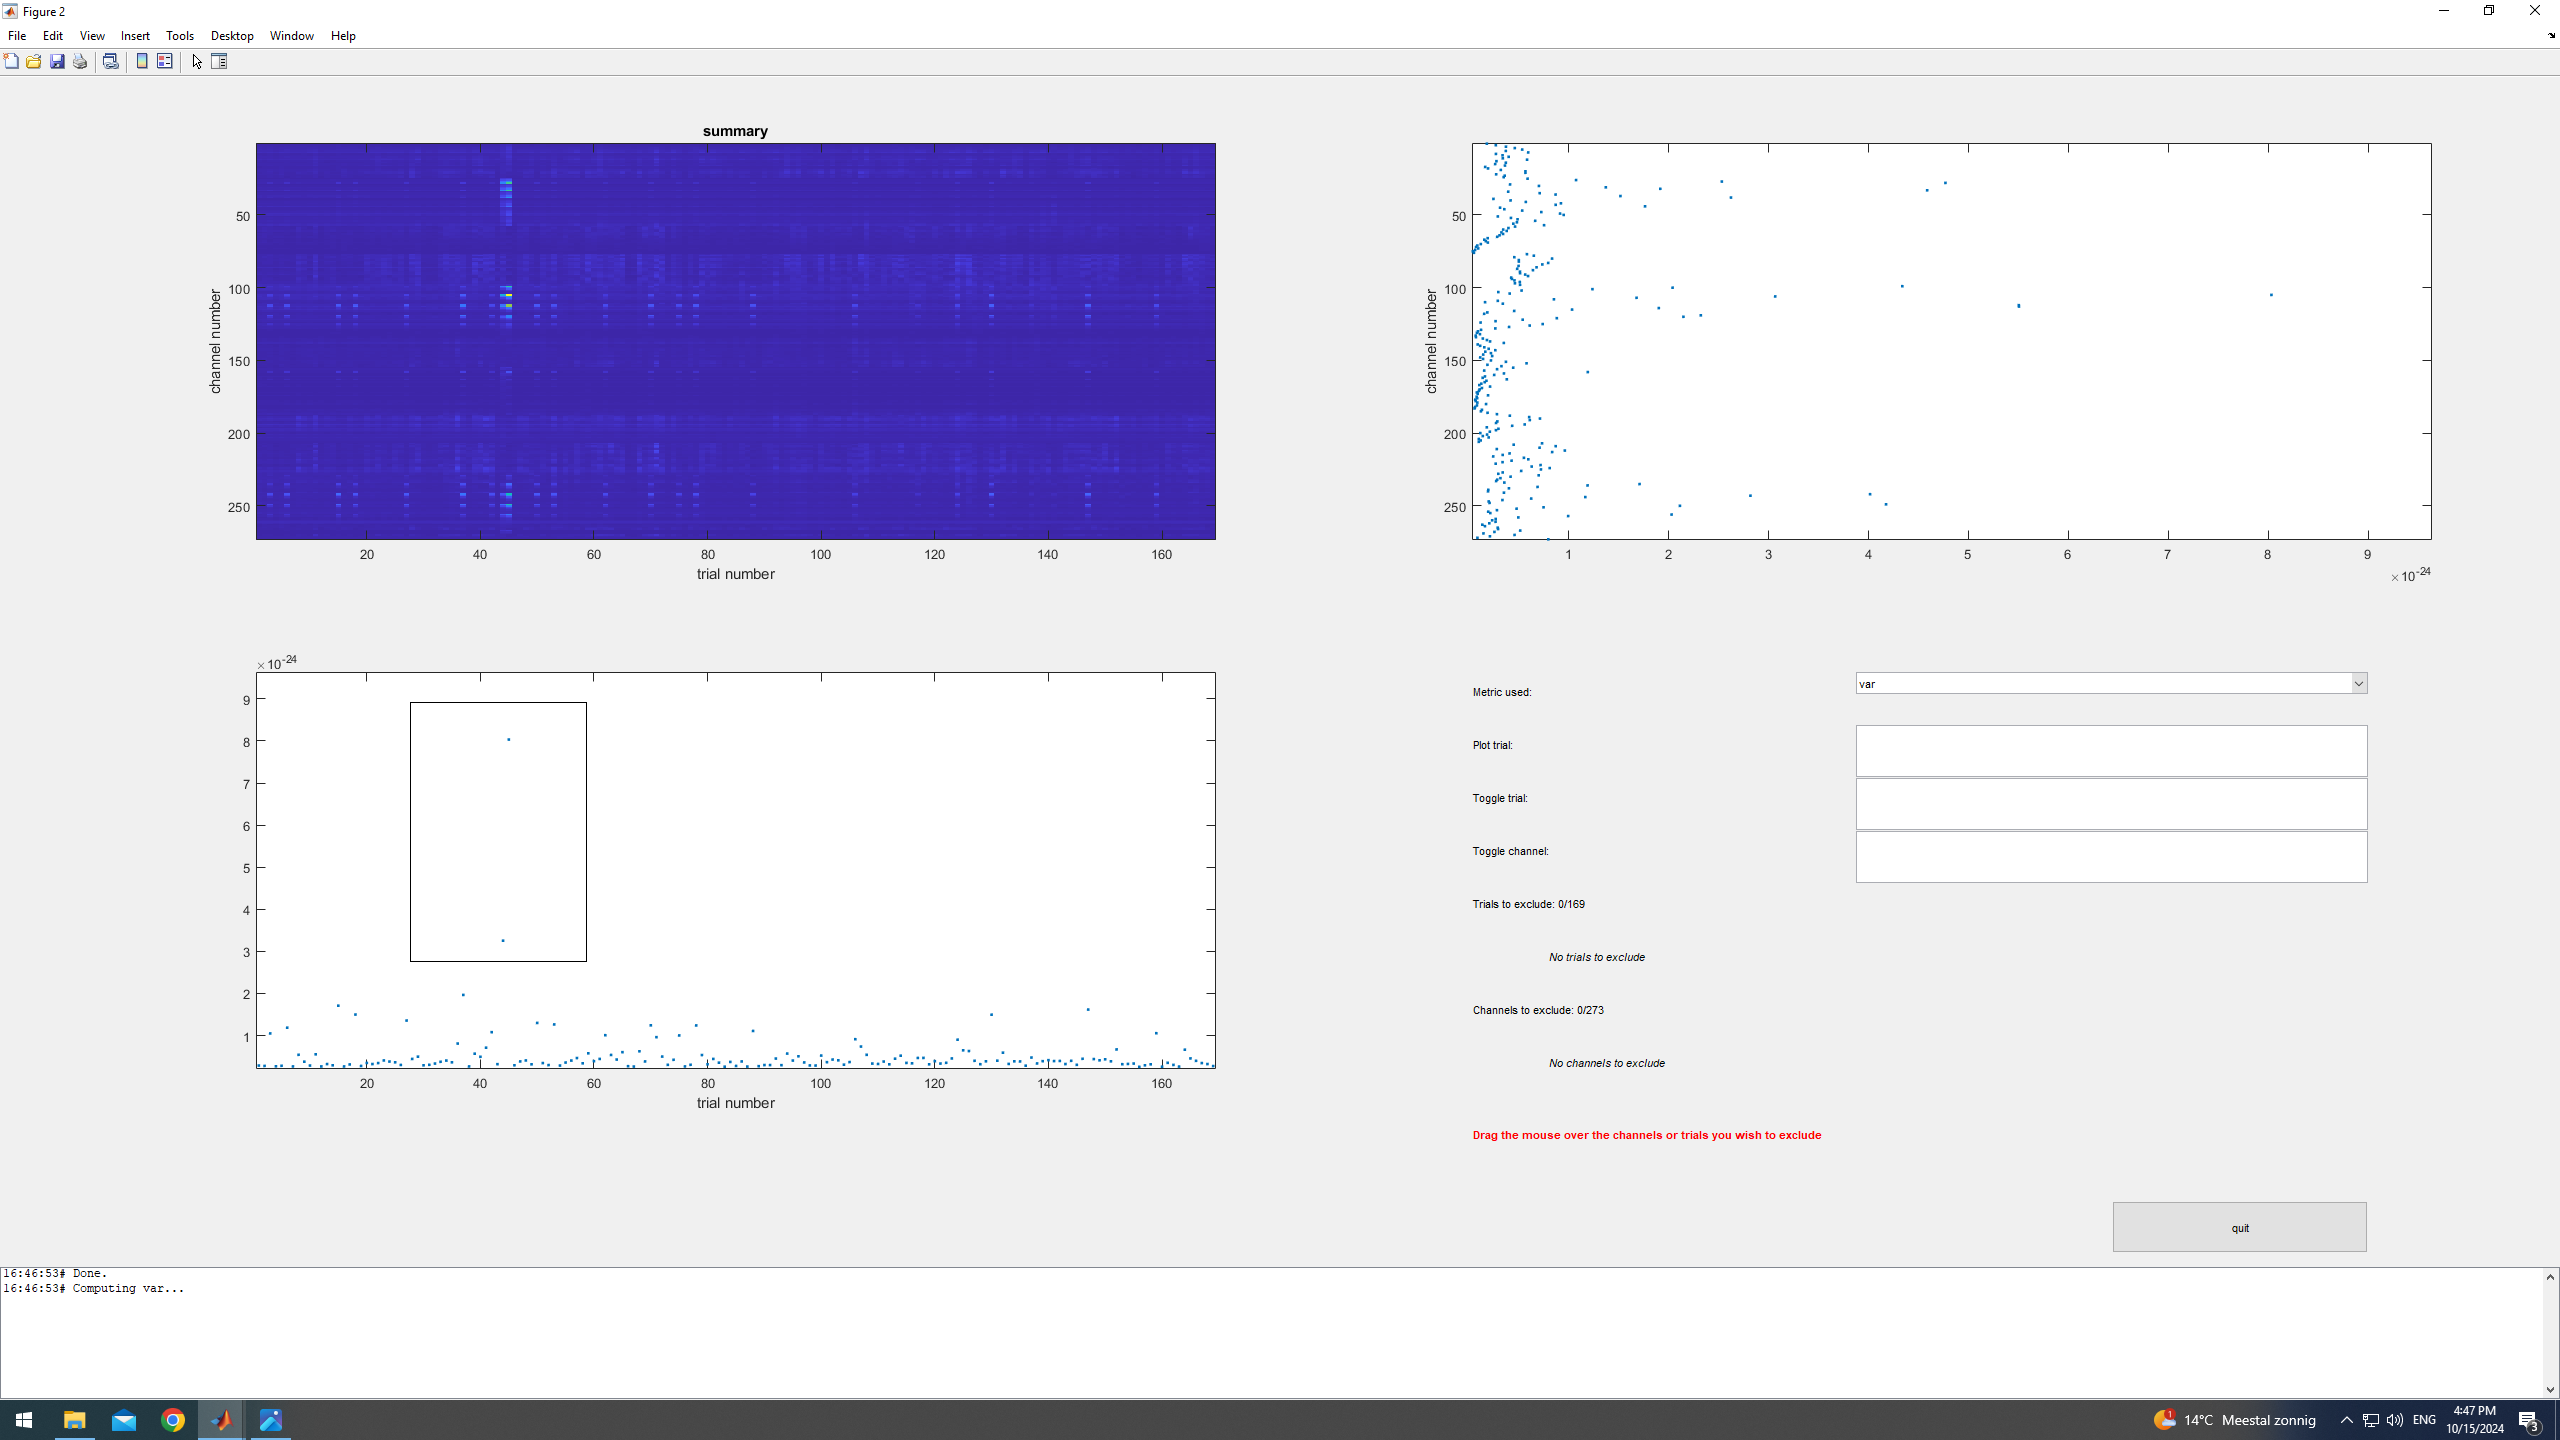 Figure 2
File Edit View Insert Tools Desktop Window Help
summary
channel number
50
100
150
200
250
20 40 60 80 100 120 140 160
trial number
channel number
50
100
150
200
250
1 2 3 4 5 6 7 8 9
×10-24
×10-24
9
8
7
6
5
4
3
2
1
20 40 60 80 100 120 140 160
trial number
Metric used:
var
Plot trial:
Toggle trial:
Toggle channel:
Trials to exclude: 0/169
No trials to exclude
Channels to exclude: 0/273
No channels to exclude
Drag the mouse over the channels or trials you wish to exclude
quit
16:46:53# Done.
16:46:53# Computing var...
1
14°C Meestal zonnig
ENG
4:47 PM
10/15/2024
3